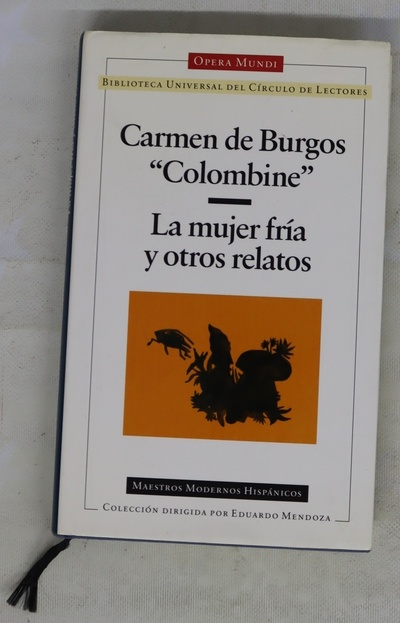 OPERA MUNDI
BIBLIOTECA UNIVERSAL DEL CÍRCULO DE LECTORES
Carmen de Burgos
“Colombine”
La mujer fría
y otros relatos
MAESTROS MODERNOS HISPÁNICOS
COLECCIÓN DIRIGIDA POR EDUARDO MENDOZA